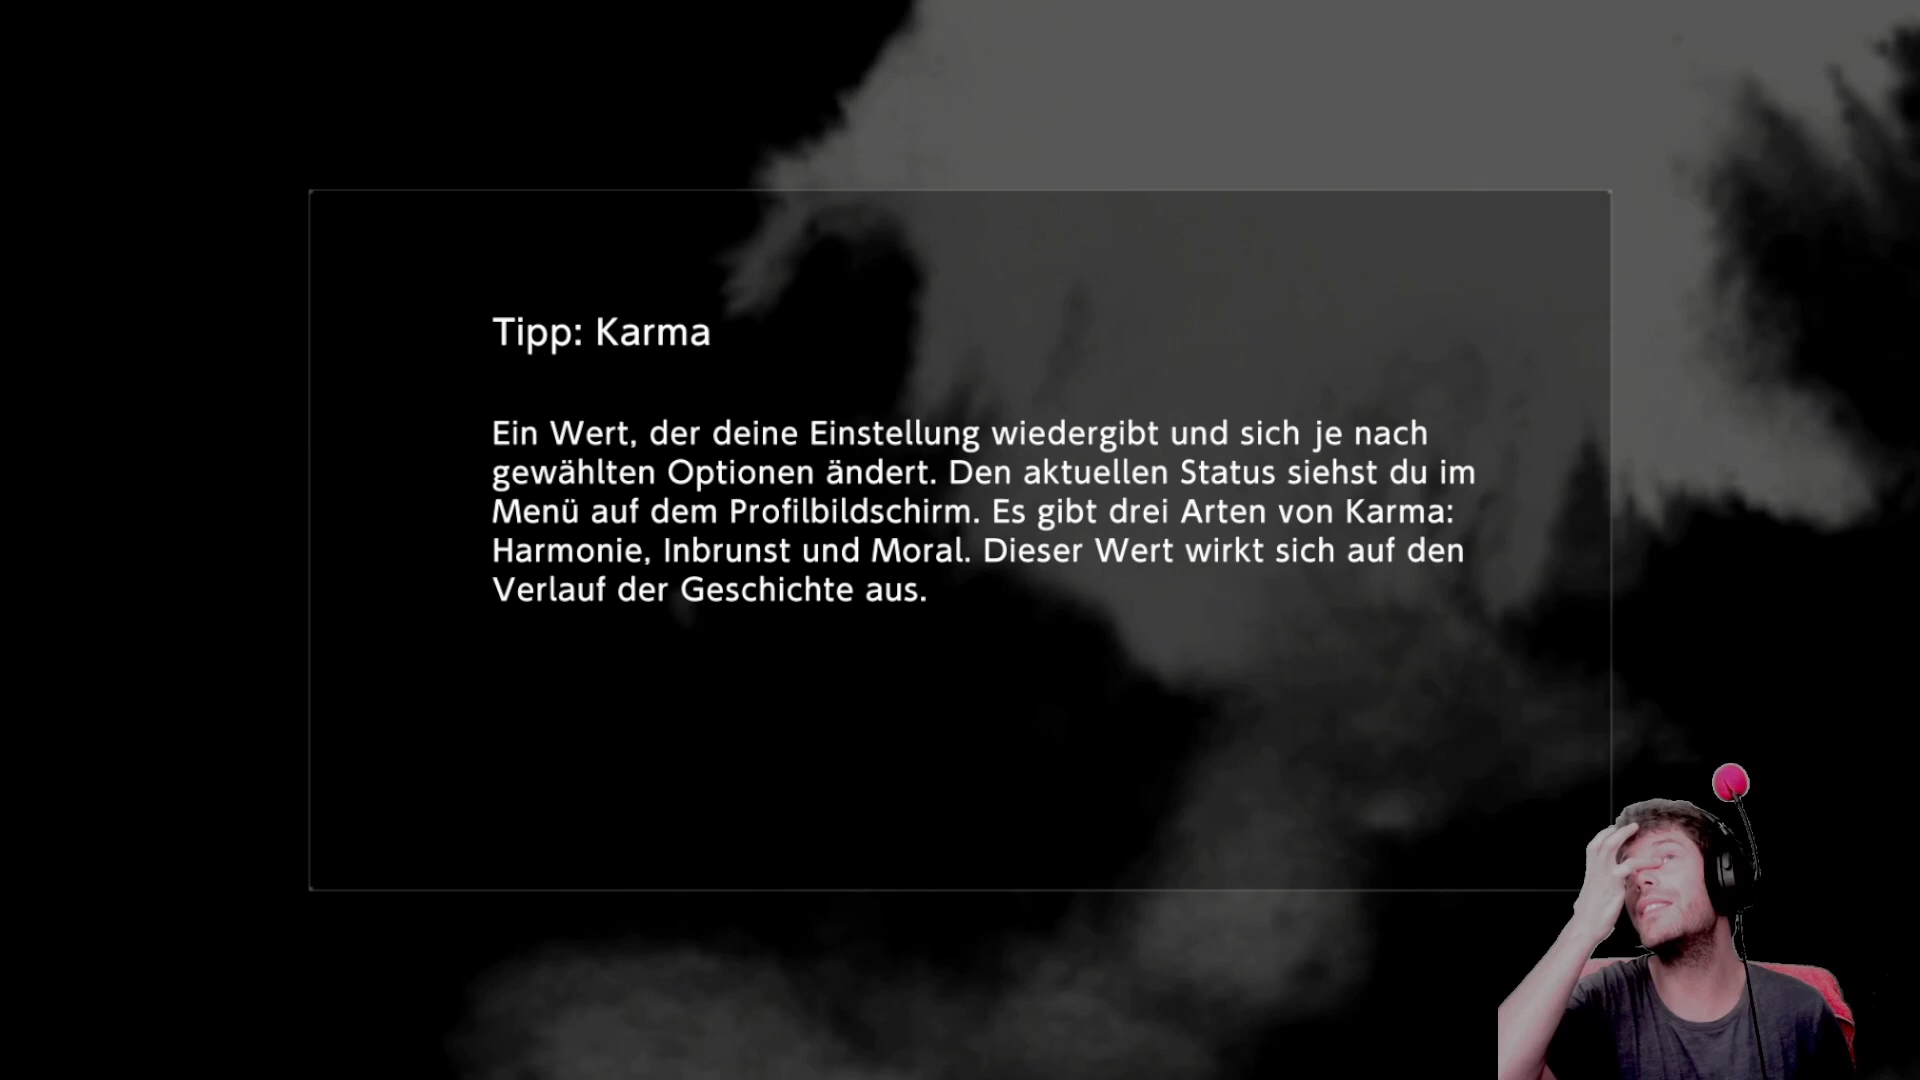 Tipp: Karma
Ein Wert, der deine Einstellung wiedergibt und sich je nach
gewählten Optionen ändert. Den aktuellen Status siehst du im
Menü auf dem Profilbildschirm. Es gibt drei Arten von Karma:
Harmonie, Inbrunst und Moral. Dieser Wert wirkt sich auf den
Verlauf der Geschichte aus.